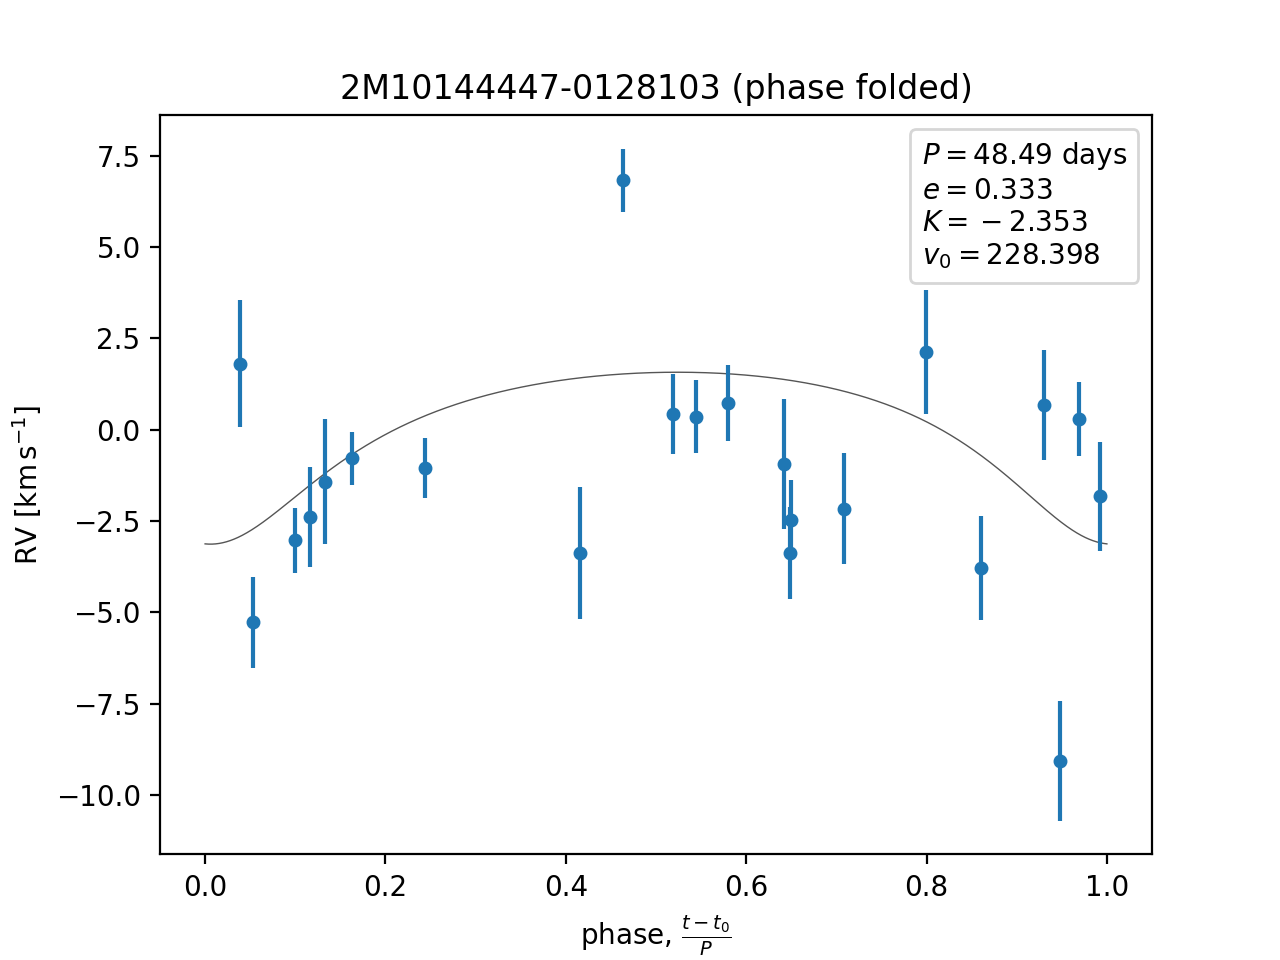 2M10144447-0128103 (phase folded)
P = 48.49 days
e = 0.333
K = −2.353
v₀ = 228.398
RV [km s⁻¹]
7.5
5.0
2.5
0.0
−2.5
−5.0
−7.5
−10.0
0.0 0.2 0.4 0.6 0.8 1.0
phase, (t − t₀)/P